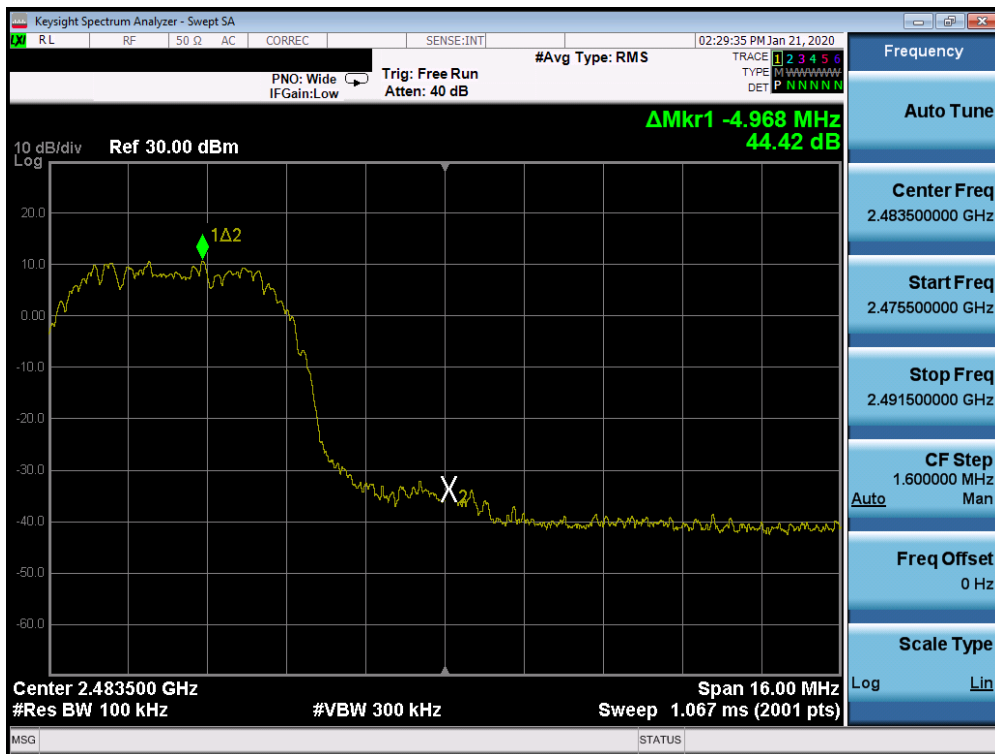 Keysight Spectrum Analyzer - Swept SA
LXI RL RF 50 Ω AC CORREC SENSE:INT 02:29:35 PM Jan 21, 2020
#Avg Type: RMS
TRACE 1 2 3 4 5 6
PNO: Wide Trig: Free Run
TYPE M WWWWW
IFGain:Low Atten: 40 dB
DET P N N N N N
ΔMkr1 -4.968 MHz
44.42 dB
10 dB/div Ref 30.00 dBm
Log
20.0
1Δ2
10.0
0.00
-10.0
-20.0
-30.0
X2
-40.0
-50.0
-60.0
Center 2.483500 GHz Span 16.00 MHz
#Res BW 100 kHz #VBW 300 kHz Sweep 1.067 ms (2001 pts)
MSG STATUS
Frequency
Auto Tune
Center Freq
2.483500000 GHz
Start Freq
2.475500000 GHz
Stop Freq
2.491500000 GHz
CF Step
1.600000 MHz
Auto Man
Freq Offset
0 Hz
Scale Type
Log Lin